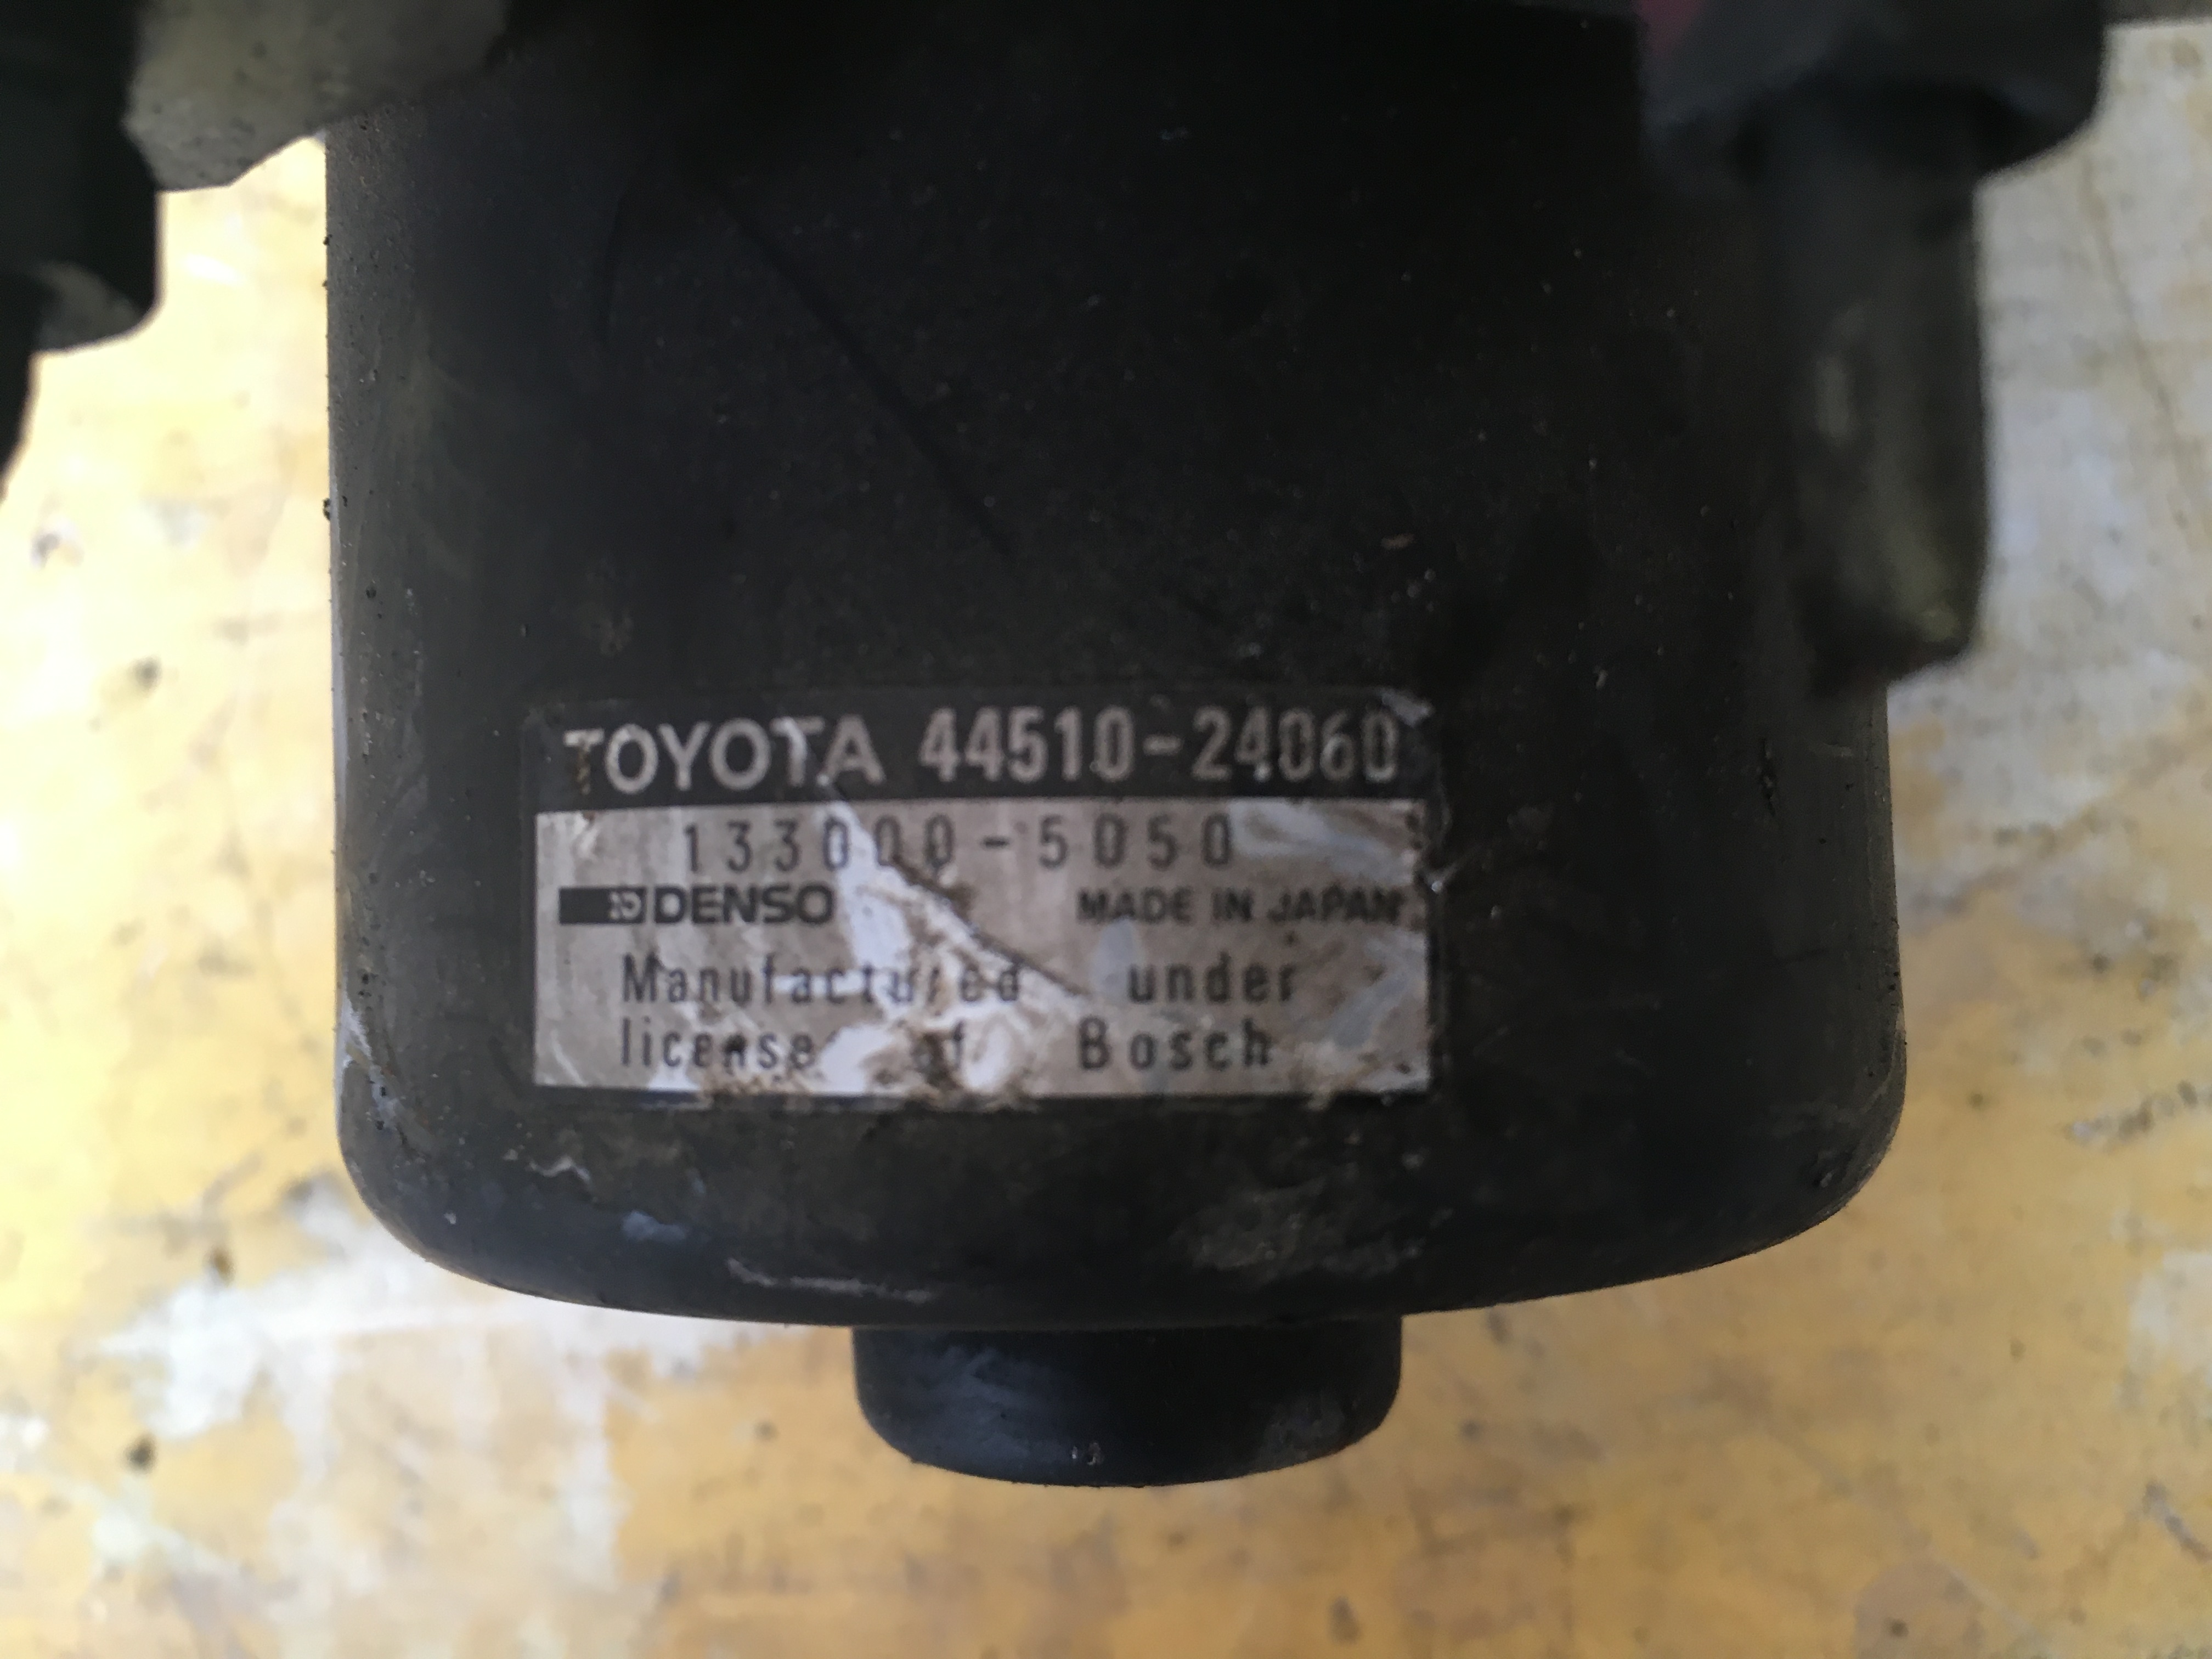 TOYOTA 44510-24060
133000-5050
DENSO MADE IN JAPAN
Manufactured under
license of Bosch